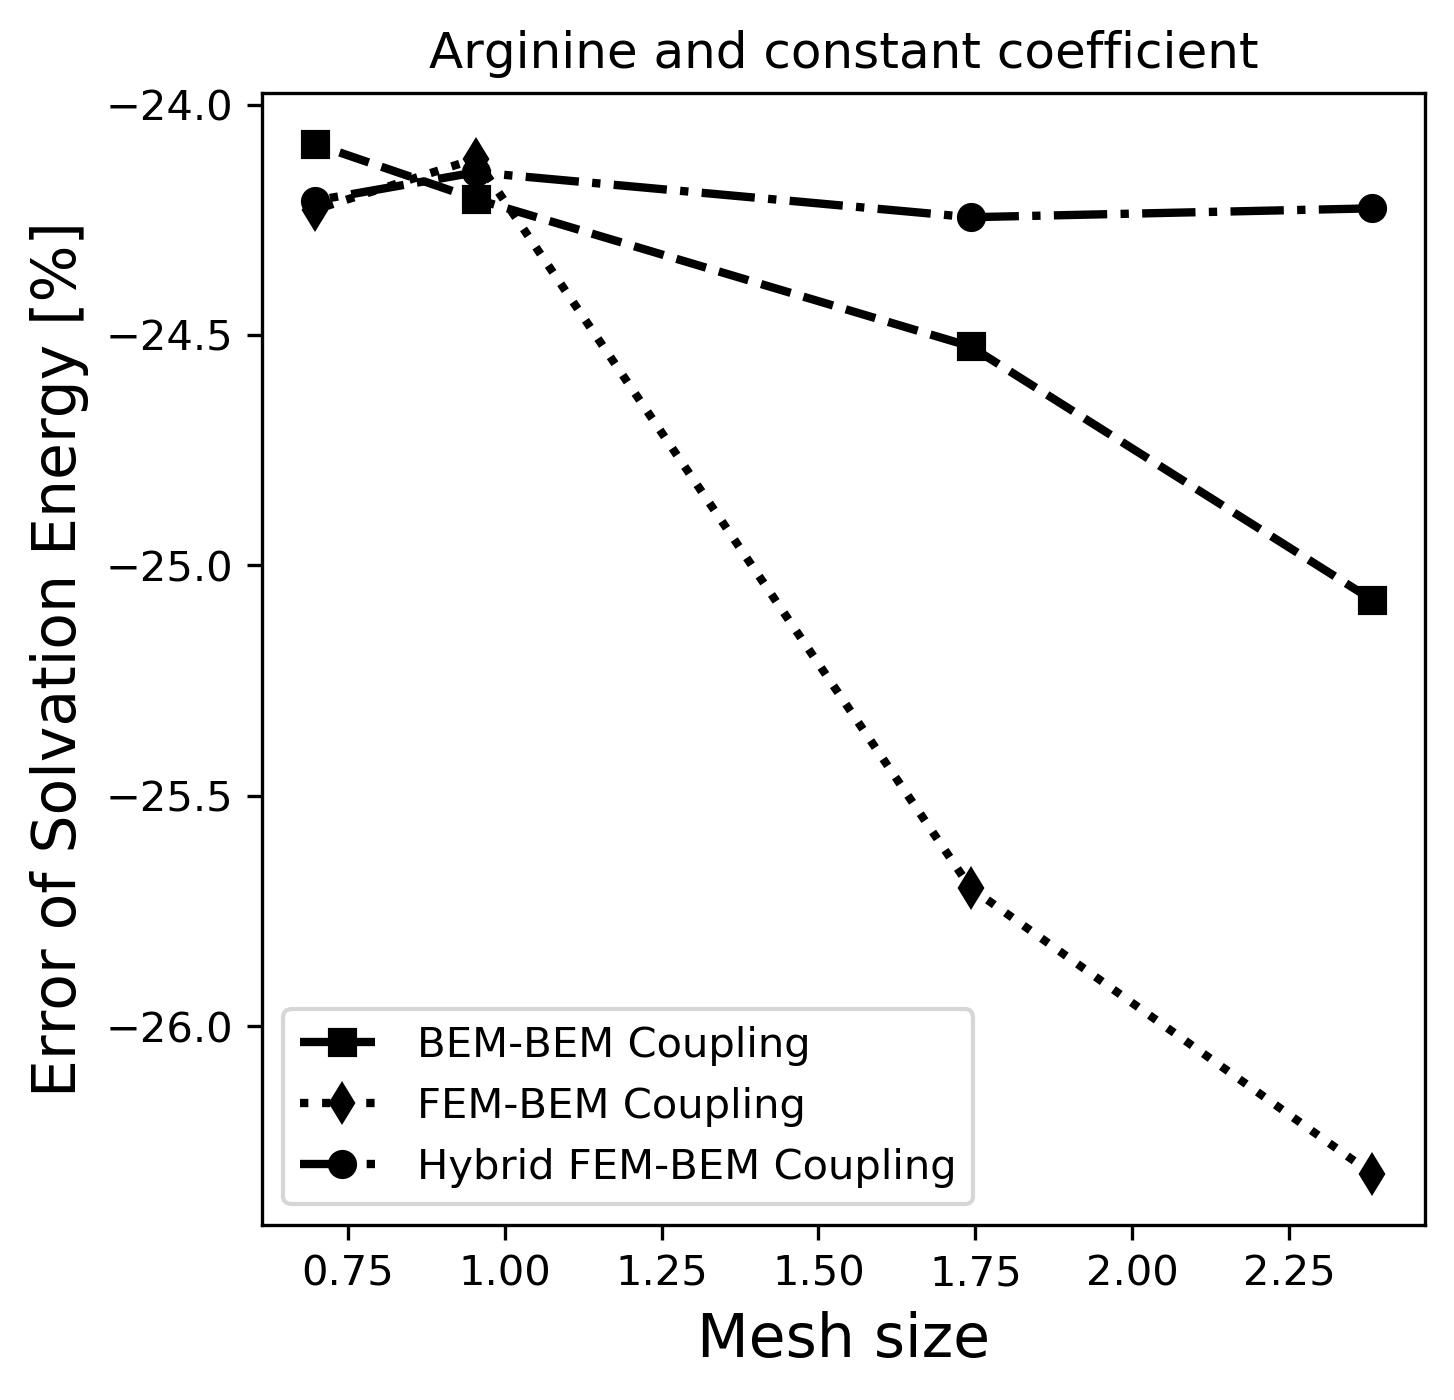 Arginine and constant coefficient
−24.0
−24.5
−25.0
−25.5
−26.0
Error of Solvation Energy [%]
BEM-BEM Coupling
FEM-BEM Coupling
Hybrid FEM-BEM Coupling
0.75 1.00 1.25 1.50 1.75 2.00 2.25
Mesh size